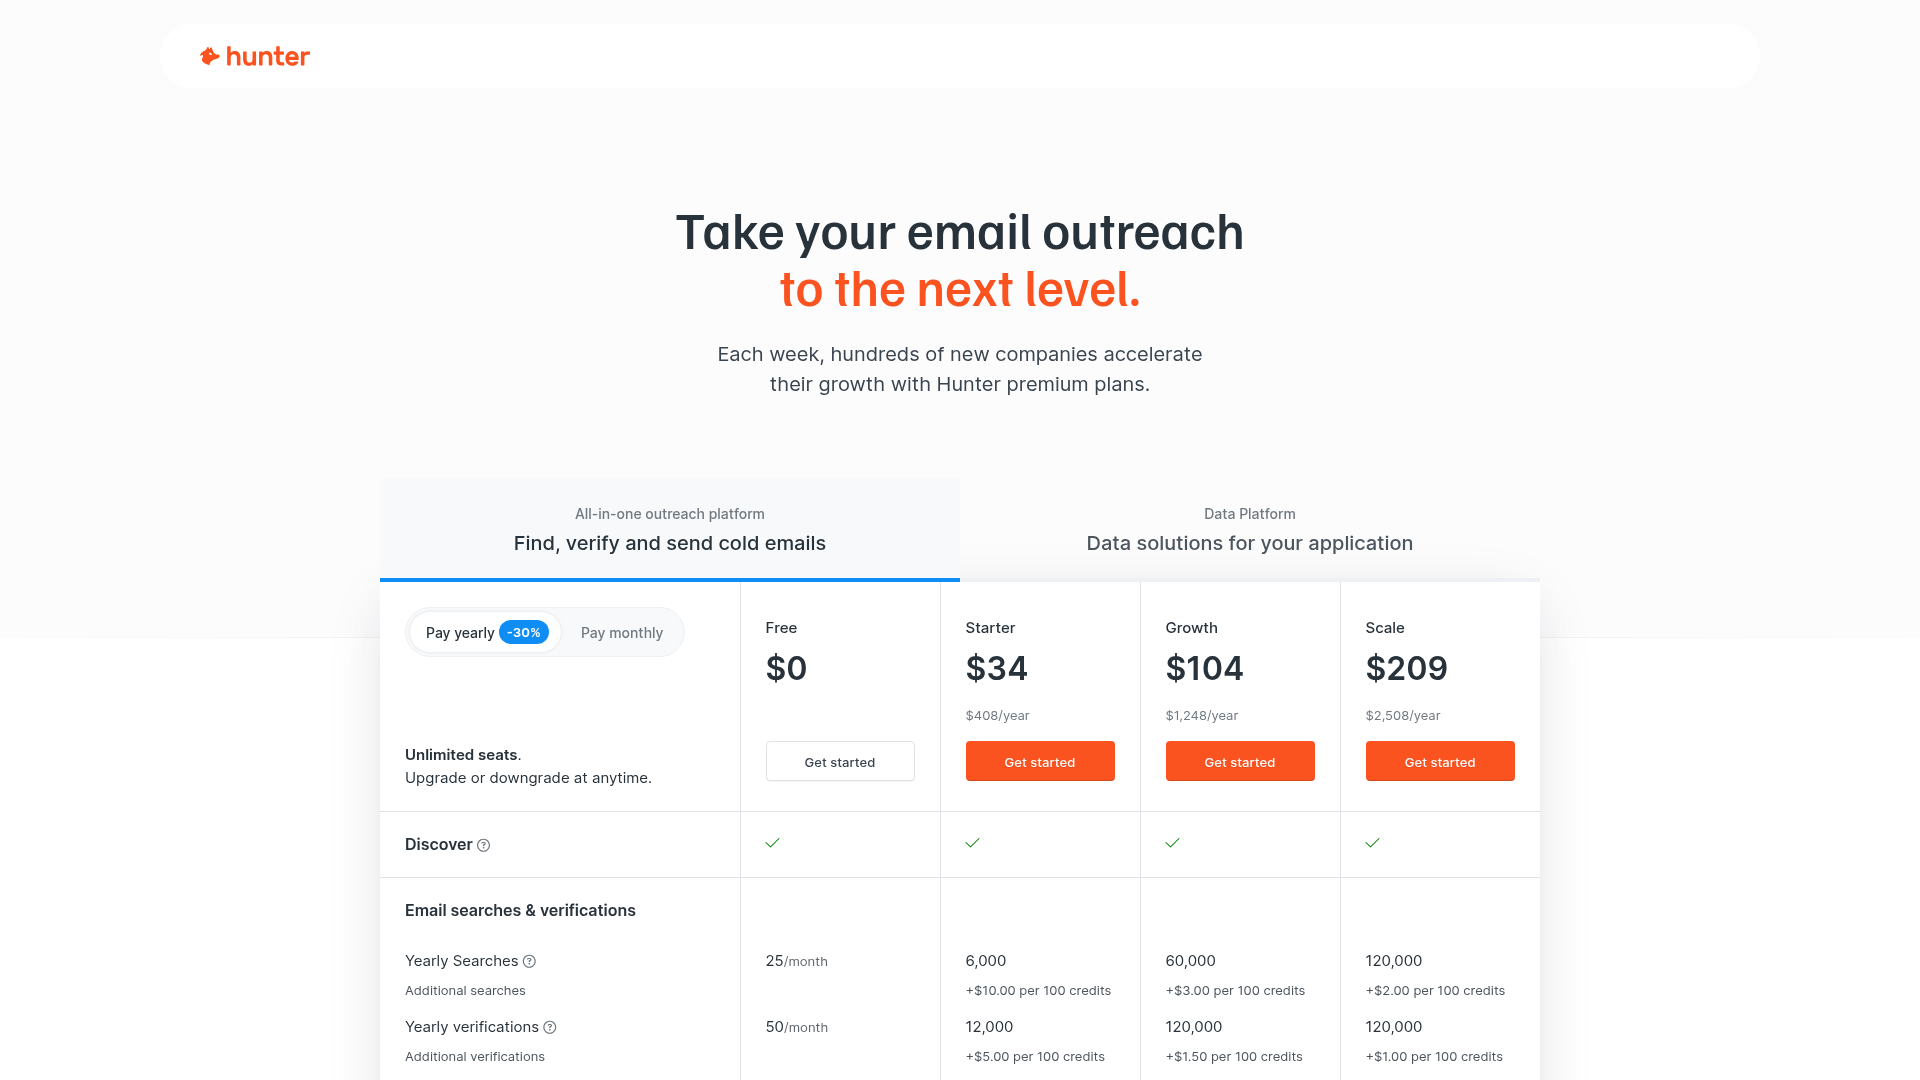 hunter
Take your email outreach
to the next level.
Each week, hundreds of new companies accelerate
their growth with Hunter premium plans.
All-in-one outreach platform
Find, verify and send cold emails
Data Platform
Data solutions for your application
Pay yearly -30% Pay monthly
Unlimited seats.
Upgrade or downgrade at anytime.
Free
$0
Get started
Starter
$34
$408/year
Get started
Growth
$104
$1,248/year
Get started
Scale
$209
$2,508/year
Get started
Discover ?
Email searches & verifications
Yearly Searches ? 25/month 6,000 60,000 120,000
Additional searches +$10.00 per 100 credits +$3.00 per 100 credits +$2.00 per 100 credits
Yearly verifications ? 50/month 12,000 120,000 120,000
Additional verifications +$5.00 per 100 credits +$1.50 per 100 credits +$1.00 per 100 credits